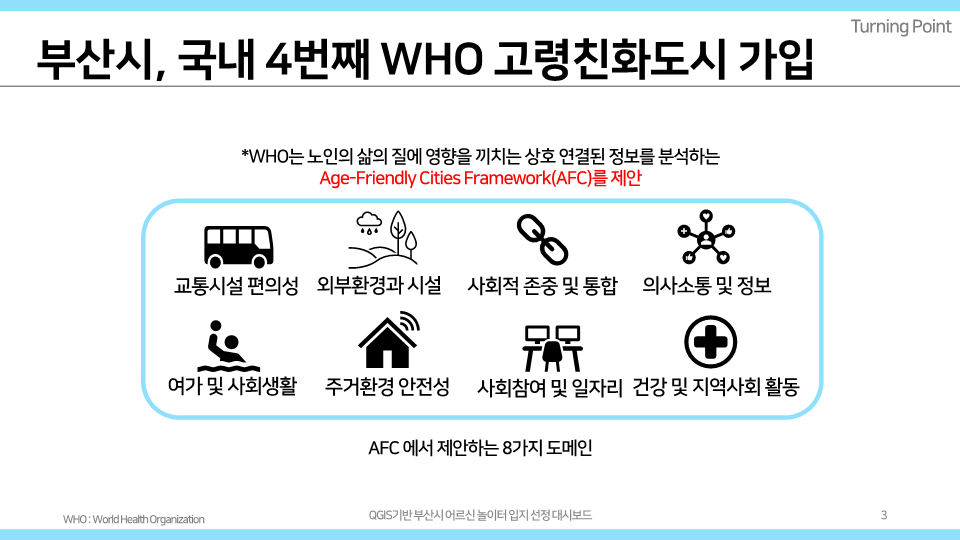 Turning Point
부산시, 국내 4번째 WHO 고령친화도시 가입
*WHO는 노인의 삶의 질에 영향을 끼치는 상호 연결된 정보를 분석하는
Age-Friendly Cities Framework(AFC)를 제안
교통시설 편의성
외부환경과 시설
사회적 존중 및 통합
의사소통 및 정보
여가 및 사회생활
주거환경 안전성
사회참여 및 일자리
건강 및 지역사회 활동
AFC 에서 제안하는 8가지 도메인
WHO : World Health Organization
QGIS기반 부산시 어르신 놀이터 입지 선정 대시보드
3